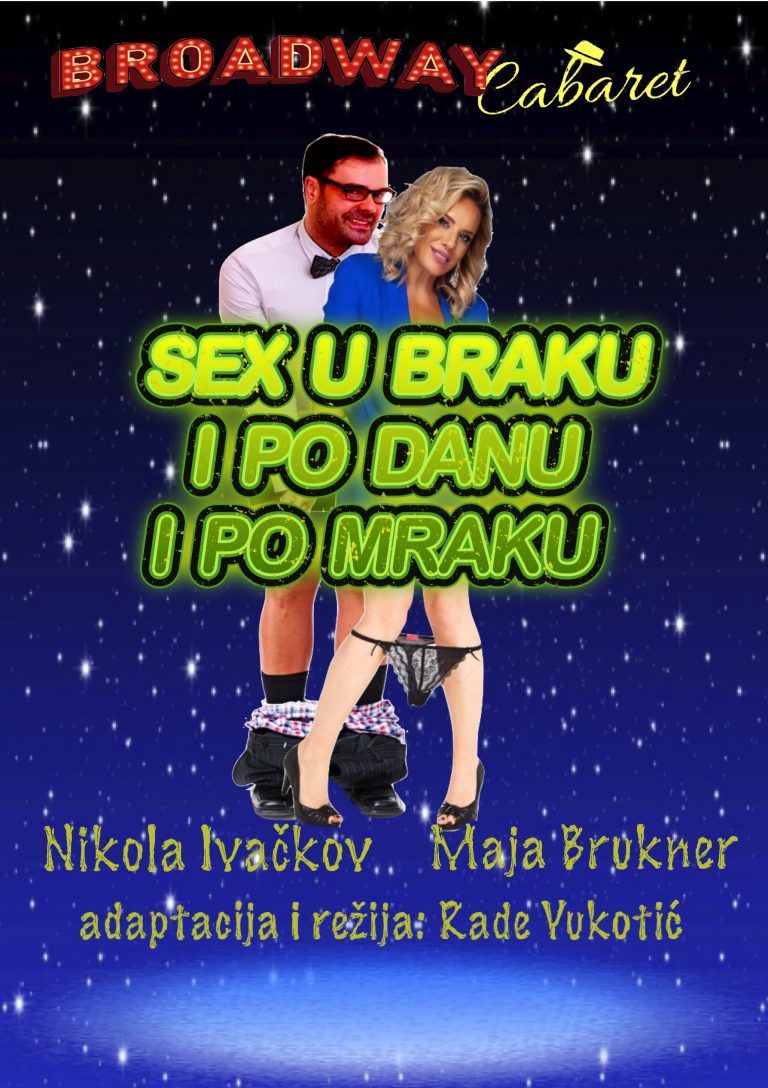 BROADWAY Cabaret
SEX U BRAKU
I PO DANU
I PO MRAKU
Nikola Ivačkov Maja Brukner
adaptacija i režija: Rade Vukotić